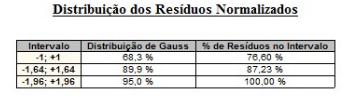 Distribuição dos Resíduos Normalizados
Intervalo Distribuição de Gauss % de Resíduos no Intervalo
-1; +1 68,3 % 76,60 %
-1,64; +1,64 89,9 % 87,23 %
-1,96; +1,96 95,0 % 100,00 %